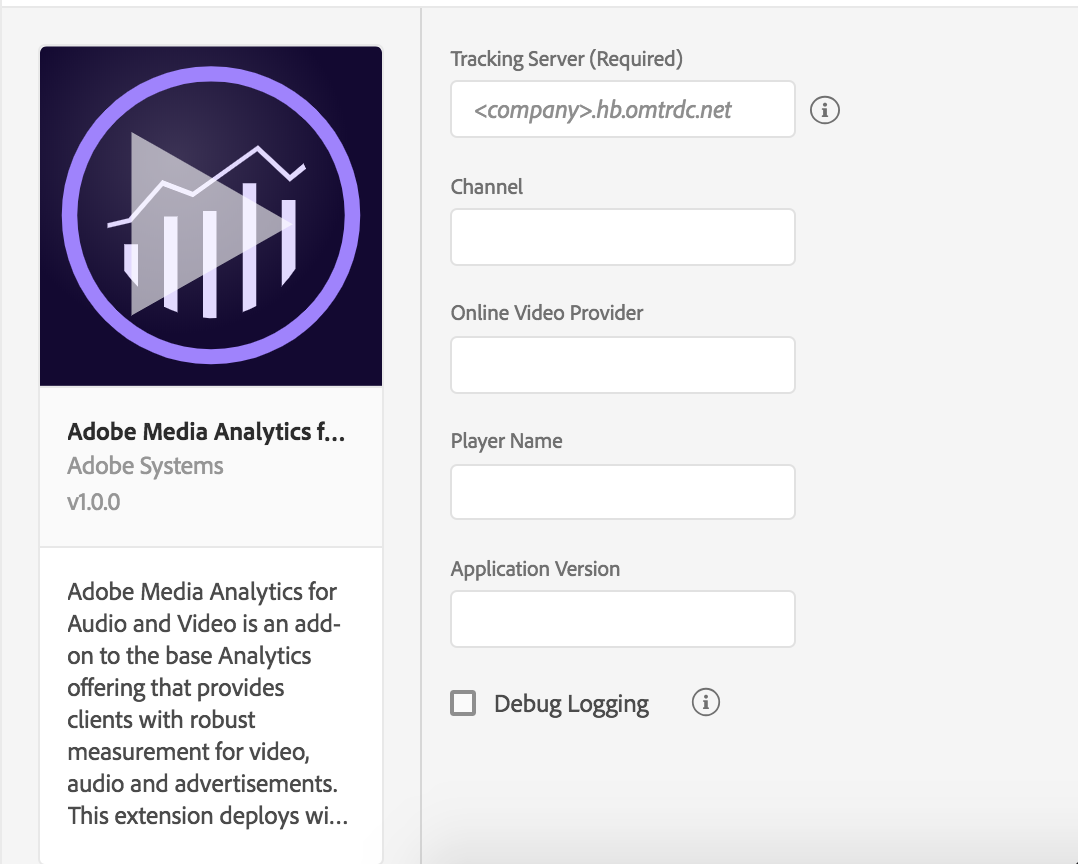 Adobe Media Analytics f...
Adobe Systems
v1.0.0
Adobe Media Analytics for
Audio and Video is an add-
on to the base Analytics
offering that provides
clients with robust
measurement for video,
audio and advertisements.
This extension deploys wi...
Tracking Server (Required)
<company>.hb.omtrdc.net
Channel
Online Video Provider
Player Name
Application Version
Debug Logging